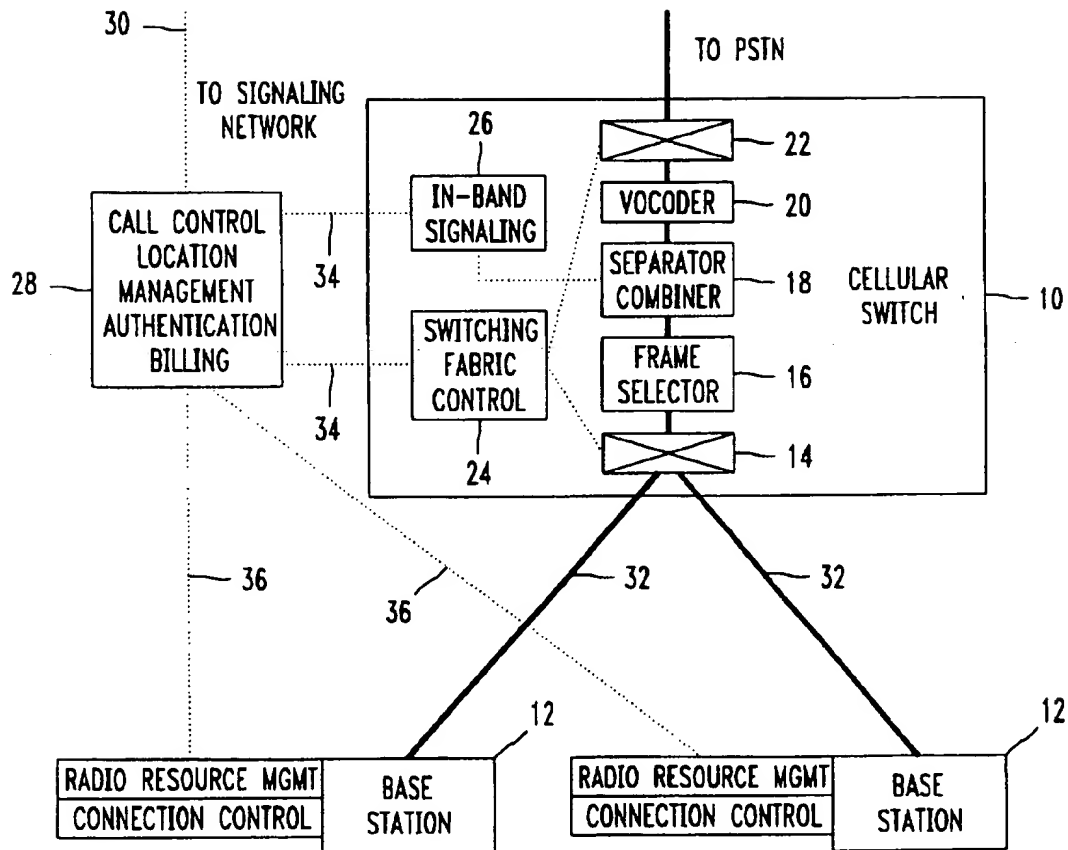 30
TO SIGNALING
NETWORK
TO PSTN
26
22
IN-BAND
SIGNALING
VOCODER
20
CALL CONTROL
LOCATION
MANAGEMENT
AUTHENTICATION
BILLING
28
34
SEPARATOR
COMBINER
18
CELLULAR
SWITCH
10
SWITCHING
FABRIC
CONTROL
34
FRAME
SELECTOR
16
24
14
36
36
32
32
12
12
RADIO RESOURCE MGMT
CONNECTION CONTROL
BASE
STATION
RADIO RESOURCE MGMT
CONNECTION CONTROL
BASE
STATION